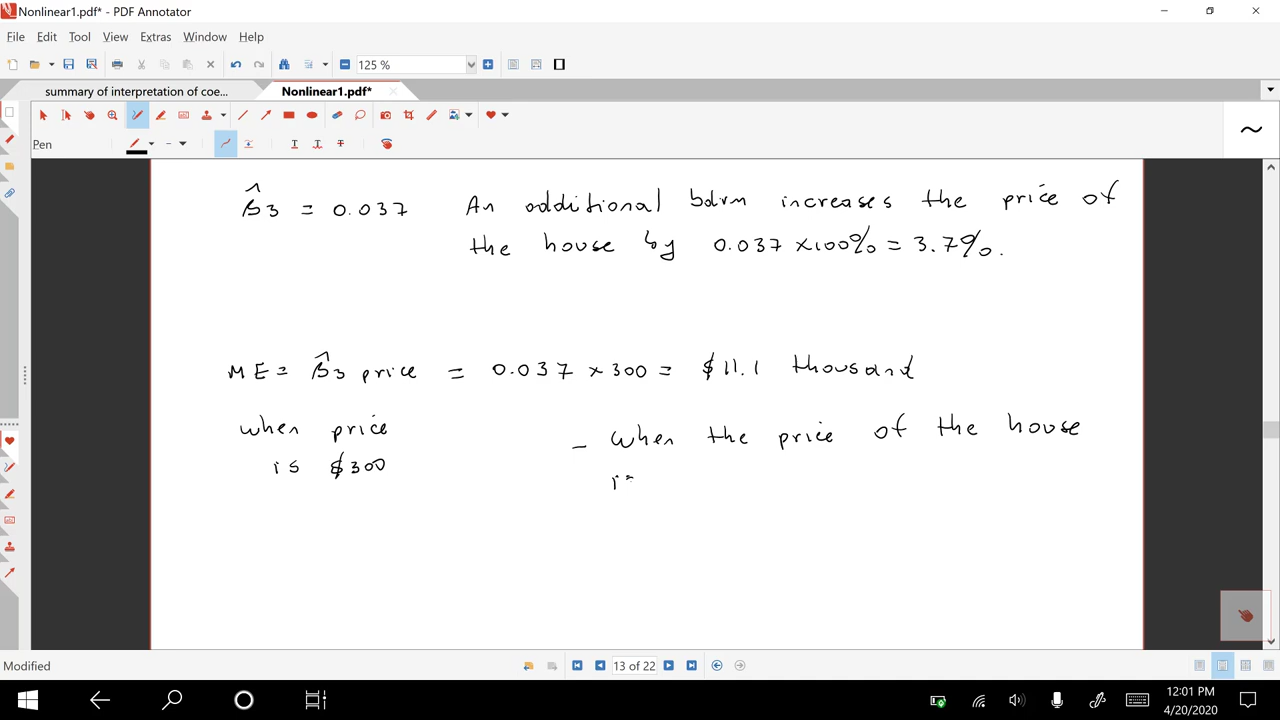 Nonlinear1.pdf* - PDF Annotator
File Edit Tool View Extras Window Help
125 %
summary of interpretation of coe... Nonlinear1.pdf*
Pen
β̂3 = 0.037 An additional bdrm increases the price of
the house by 0.037 ×100% = 3.7%.
ME = β̂3 price = 0.037 × 300 = $11.1 thousand
when price
is $300
- when the price of the house
Modified
13 of 22
12:01 PM
4/20/2020